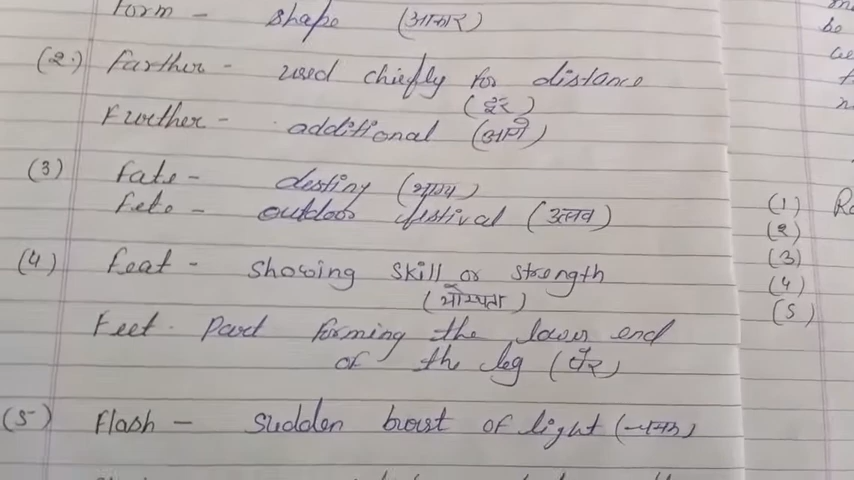 Form - shape (आकार)
(2.) Farther - used chiefly for distance
(दूर)
Further - additional (आगे)
(3) Fate - destiny (भाग्य)
Fete - outdoor festival (उत्सव)
(4) Feat - Showing skill or strength
(योग्यता)
Feet - Part forming the lower end
of the leg (पैर)
(5) Flash - sudden burst of light (चमक)
be
(1) Ro
(2)
(3)
(4)
(5)